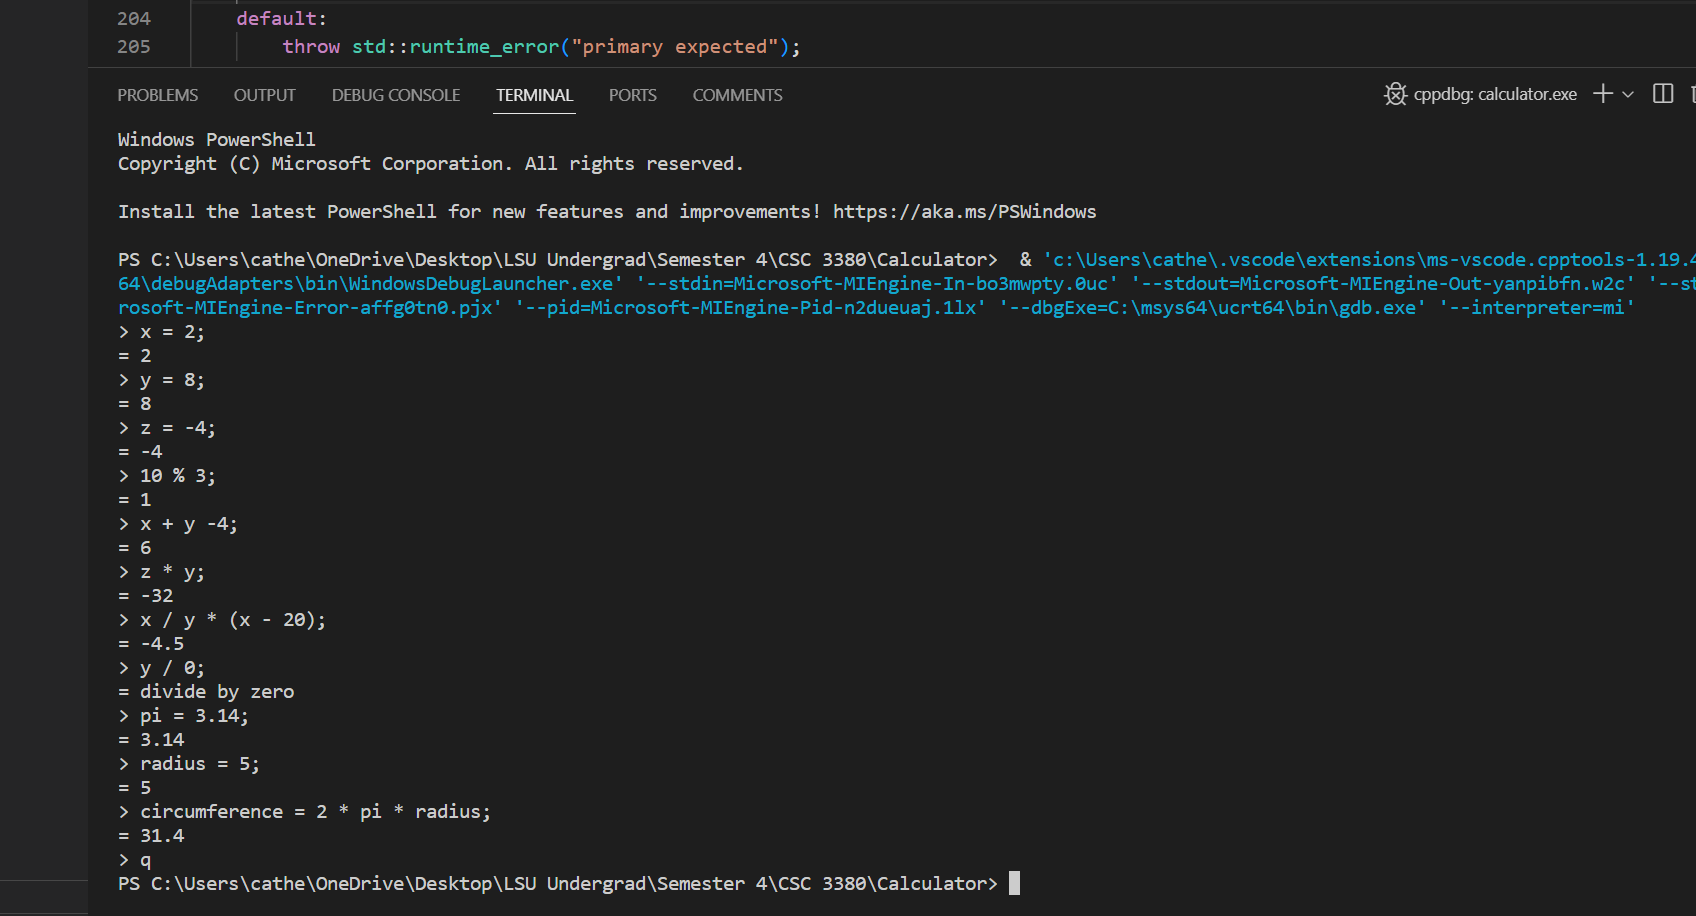 204 default:
205 throw std::runtime_error("primary expected");
PROBLEMS OUTPUT DEBUG CONSOLE TERMINAL PORTS COMMENTS cppdbg: calculator.exe
Windows PowerShell
Copyright (C) Microsoft Corporation. All rights reserved.
Install the latest PowerShell for new features and improvements! https://aka.ms/PSWindows
PS C:\Users\cathe\OneDrive\Desktop\LSU Undergrad\Semester 4\CSC 3380\Calculator> & 'c:\Users\cathe\.vscode\extensions\ms-vscode.cpptools-1.19.4
64\debugAdapters\bin\WindowsDebugLauncher.exe' '--stdin=Microsoft-MIEngine-In-bo3mwpty.0uc' '--stdout=Microsoft-MIEngine-Out-yanpibfn.w2c' '--st
rosoft-MIEngine-Error-affg0tn0.pjx' '--pid=Microsoft-MIEngine-Pid-n2dueuaj.1lx' '--dbgExe=C:\msys64\ucrt64\bin\gdb.exe' '--interpreter=mi'
> x = 2;
= 2
> y = 8;
= 8
> z = -4;
= -4
> 10 % 3;
= 1
> x + y -4;
= 6
> z * y;
= -32
> x / y * (x - 20);
= -4.5
> y / 0;
= divide by zero
> pi = 3.14;
= 3.14
> radius = 5;
= 5
> circumference = 2 * pi * radius;
= 31.4
> q
PS C:\Users\cathe\OneDrive\Desktop\LSU Undergrad\Semester 4\CSC 3380\Calculator>